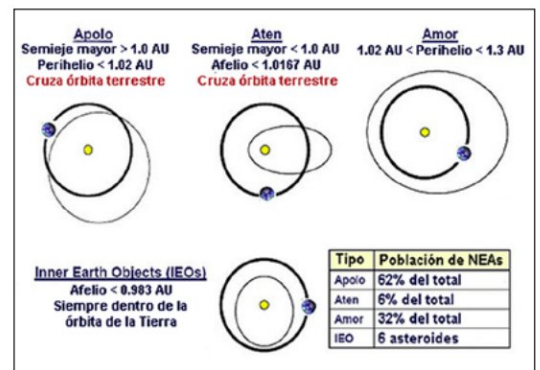 Apolo
Semieje mayor > 1.0 AU
Perihelio < 1.02 AU
Cruza órbita terrestre
Aten
Semieje mayor < 1.0 AU
Afelio < 1.0167 AU
Cruza órbita terrestre
Amor
1.02 AU < Perihelio < 1.3 AU
Inner Earth Objects (IEOs)
Afelio < 0.983 AU
Siempre dentro de la
órbita de la Tierra
Tipo Población de NEAs
Apolo 62% del total
Aten 6% del total
Amor 32% del total
IEO 6 asteroides